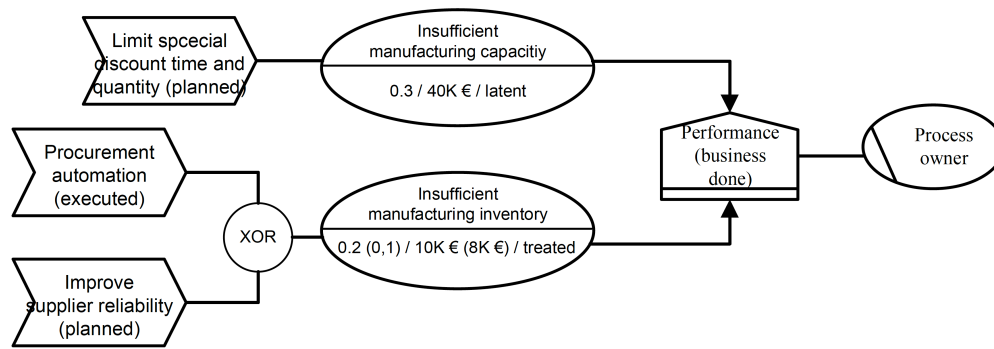 Limit spcecial
discount time and
quantity (planned)
Insufficient
manufacturing capacitiy
0.3 / 40K € / latent
Procurement
automation
(executed)
XOR
Improve
supplier reliability
(planned)
Insufficient
manufacturing inventory
0.2 (0,1) / 10K € (8K €) / treated
Performance
(business
done)
Process
owner